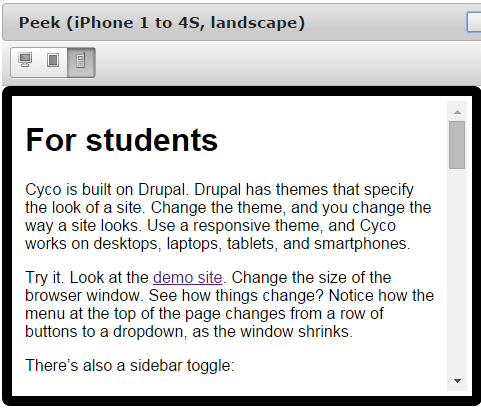 Peek (iPhone 1 to 4S, landscape)
For students
Cyco is built on Drupal. Drupal has themes that specify
the look of a site. Change the theme, and you change the
way a site looks. Use a responsive theme, and Cyco
works on desktops, laptops, tablets, and smartphones.
Try it. Look at the demo site. Change the size of the
browser window. See how things change? Notice how the
menu at the top of the page changes from a row of
buttons to a dropdown, as the window shrinks.
There's also a sidebar toggle: